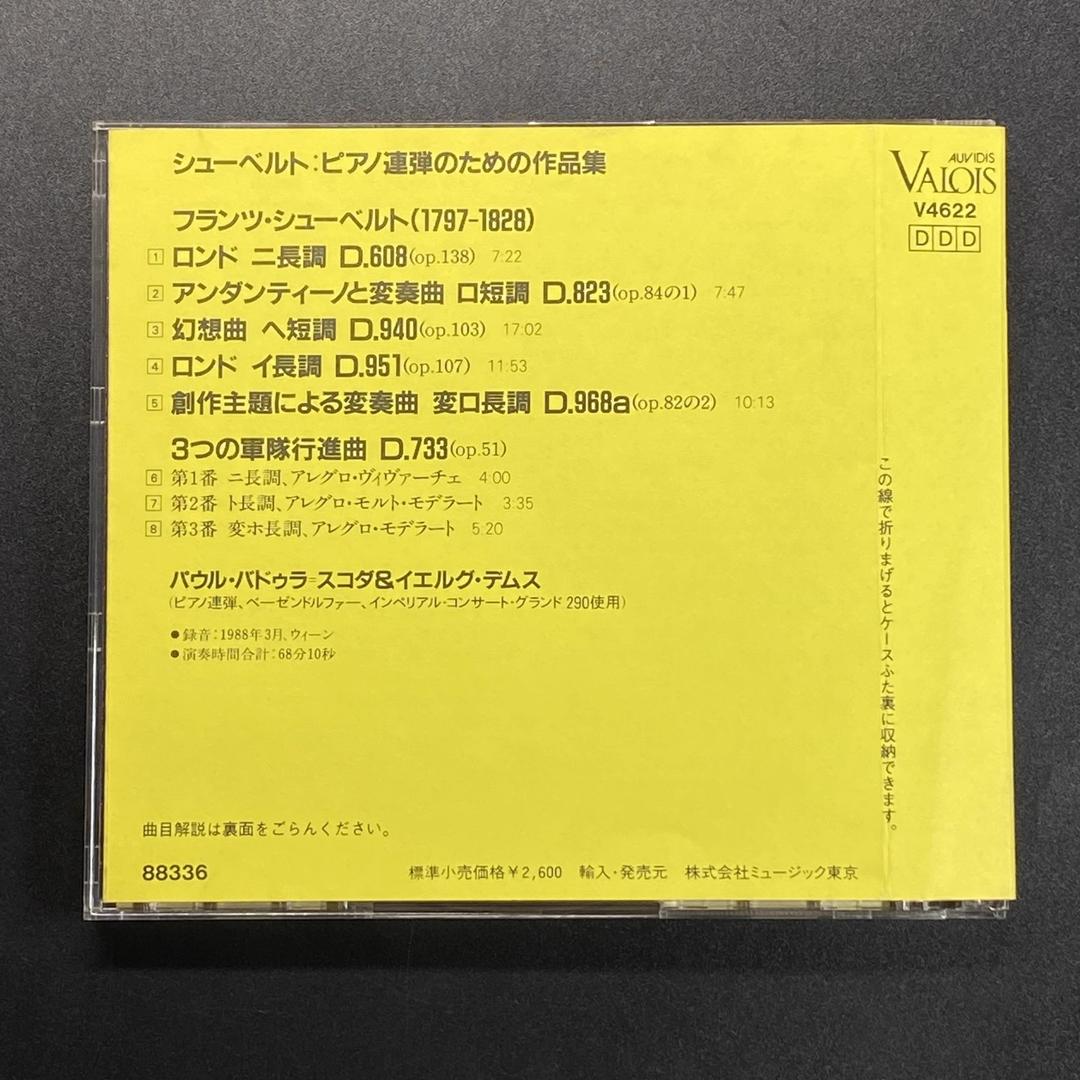 シューベルト:ピアノ連弾のための作品集
フランツ・シューベルト(1797-1828)
1 ロンド ニ長調 D.608(op.138) 7:22
2 アンダンティーノと変奏曲 ロ短調 D.823(op.84の1) 7:47
3 幻想曲 ヘ短調 D.940(op.103) 17:02
4 ロンド イ長調 D.951(op.107) 11:53
5 創作主題による変奏曲 変ロ長調 D.968a(op.82の2) 10:13
3つの軍隊行進曲 D.733(op.51)
6 第1番 ニ長調、アレグロ・ヴィヴァーチェ 4:00
7 第2番 ト長調、アレグロ・モルト・モデラート 3:35
8 第3番 変ホ長調、アレグロ・モデラート 5:20
パウル・バドゥラ=スコダ&イエルグ・デムス
(ピアノ連弾、ベーゼンドルファー、インペリアル・コンサート・グランド 290使用)
●録音:1988年3月、ウィーン
●演奏時間合計:68分10秒
曲目解説は裏面をごらんください。
88336
標準小売価格¥2,600 輸入・発売元 株式会社ミュージック東京
AUVIDIS
VALOIS
V4622
DDD
この線で折りまげるとケースふた裏に収納できます。